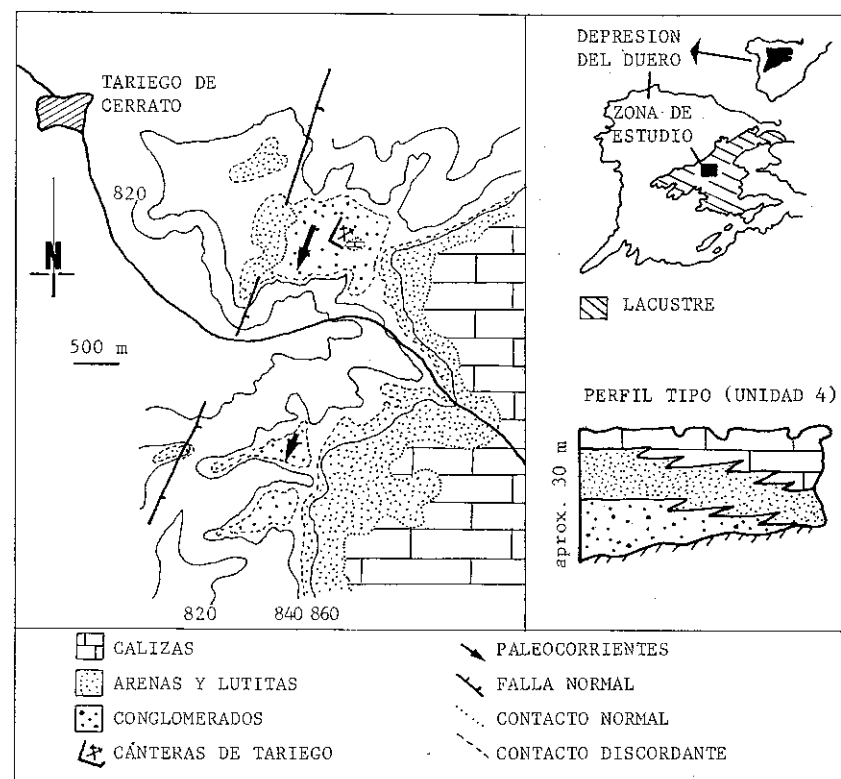 TARIEGO DE
CERRATO
820
N
500 m
820
840 860
DEPRESION
DEL DUERO
ZONA DE
ESTUDIO
LACUSTRE
PERFIL TIPO (UNIDAD 4)
aprox. 30 m
CALIZAS
ARENAS Y LUTITAS
CONGLOMERADOS
CÁNTERAS DE TARIEGO
PALEOCORRIENTES
FALLA NORMAL
CONTACTO NORMAL
CONTACTO DISCORDANTE